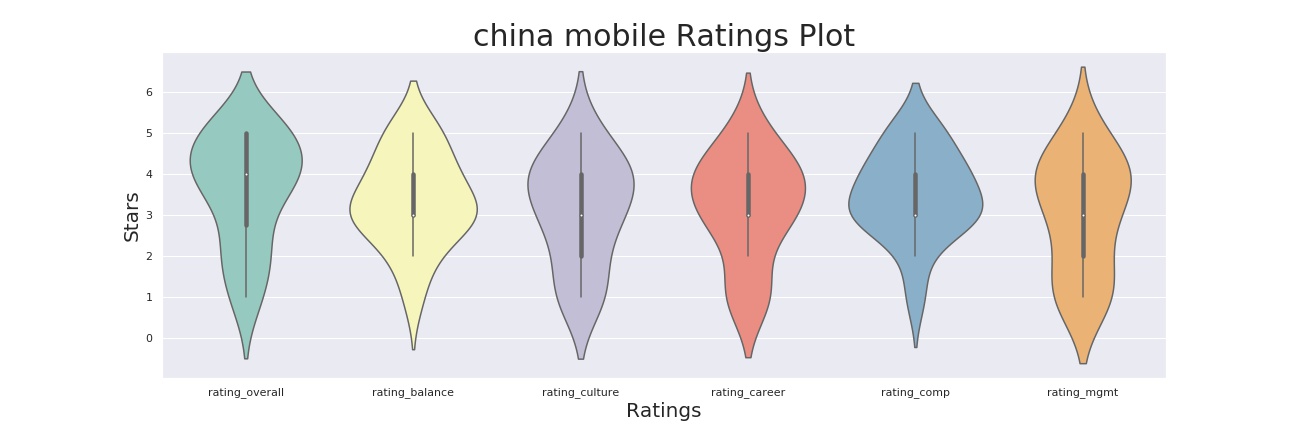 china mobile Ratings Plot
Stars
6
5
4
3
2
1
0
rating_overall rating_balance rating_culture rating_career rating_comp rating_mgmt
Ratings